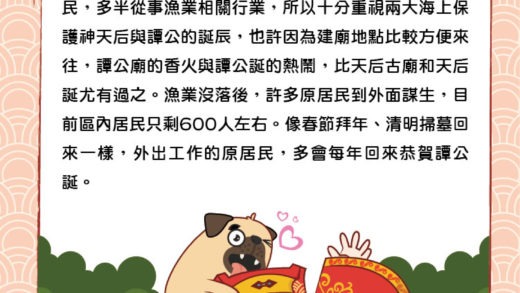 民，多半從事漁業相關行業，所以十分重視兩大海上保
護神天后與譚公的誕辰，也許因為建廟地點比較方便來
往，譚公廟的香火與譚公誕的熱鬧，比天后古廟和天后
誕尤有過之。漁業沒落後，許多原居民到外面謀生，目
前區內居民只剩600人左右。像春節拜年、清明掃墓回
來一樣，外出工作的原居民，多會每年回來恭賀譚公
誕。